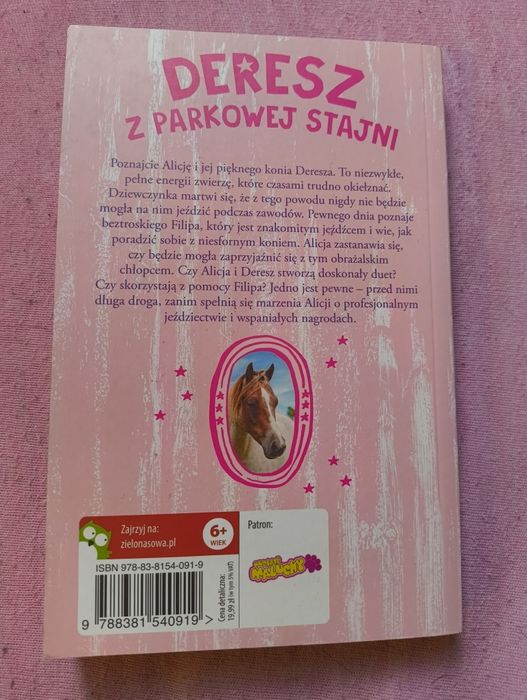 DERESZ
Z PARKOWEJ STAJNI
Poznajcie Alicję i jej pięknego konia Deresza. To niezwykłe,
pełne energii zwierzę, które czasami trudno okiełznać.
Dziewczynka martwi się, że z tego powodu nigdy nie będzie
mogła na nim jeździć podczas zawodów. Pewnego dnia poznaje
beztroskiego Filipa, który jest znakomitym jeźdźcem i wie, jak
poradzić sobie z niesfornym koniem. Alicja zastanawia się,
czy będzie mogła zaprzyjaźnić się z tym obrażalskim
chłopcem. Czy Alicja i Deresz stworzą doskonały duet?
Czy skorzystają z pomocy Filipa? Jedno jest pewne – przed nimi
długa droga, zanim spełnią się marzenia Alicji o profesjonalnym
jeździectwie i wspaniałych nagrodach.
Zajrzyj na:
zielonasowa.pl
6+
WIEK
Patron:
MALUCHY
ISBN 978-83-8154-091-9
9 788381 540919 >
Cena detaliczna:
19,99 zł (w tym 5% VAT)